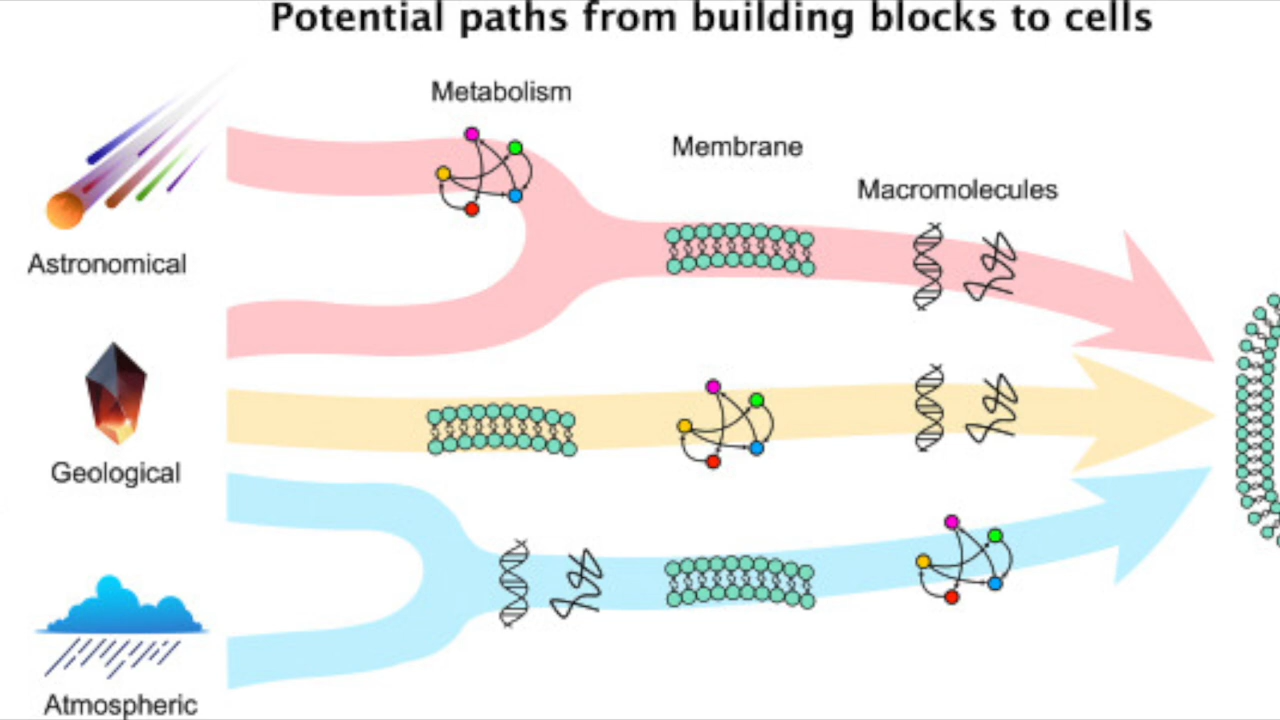 Potential paths from building blocks to cells
Metabolism
Membrane
Macromolecules
Astronomical
Geological
Atmospheric